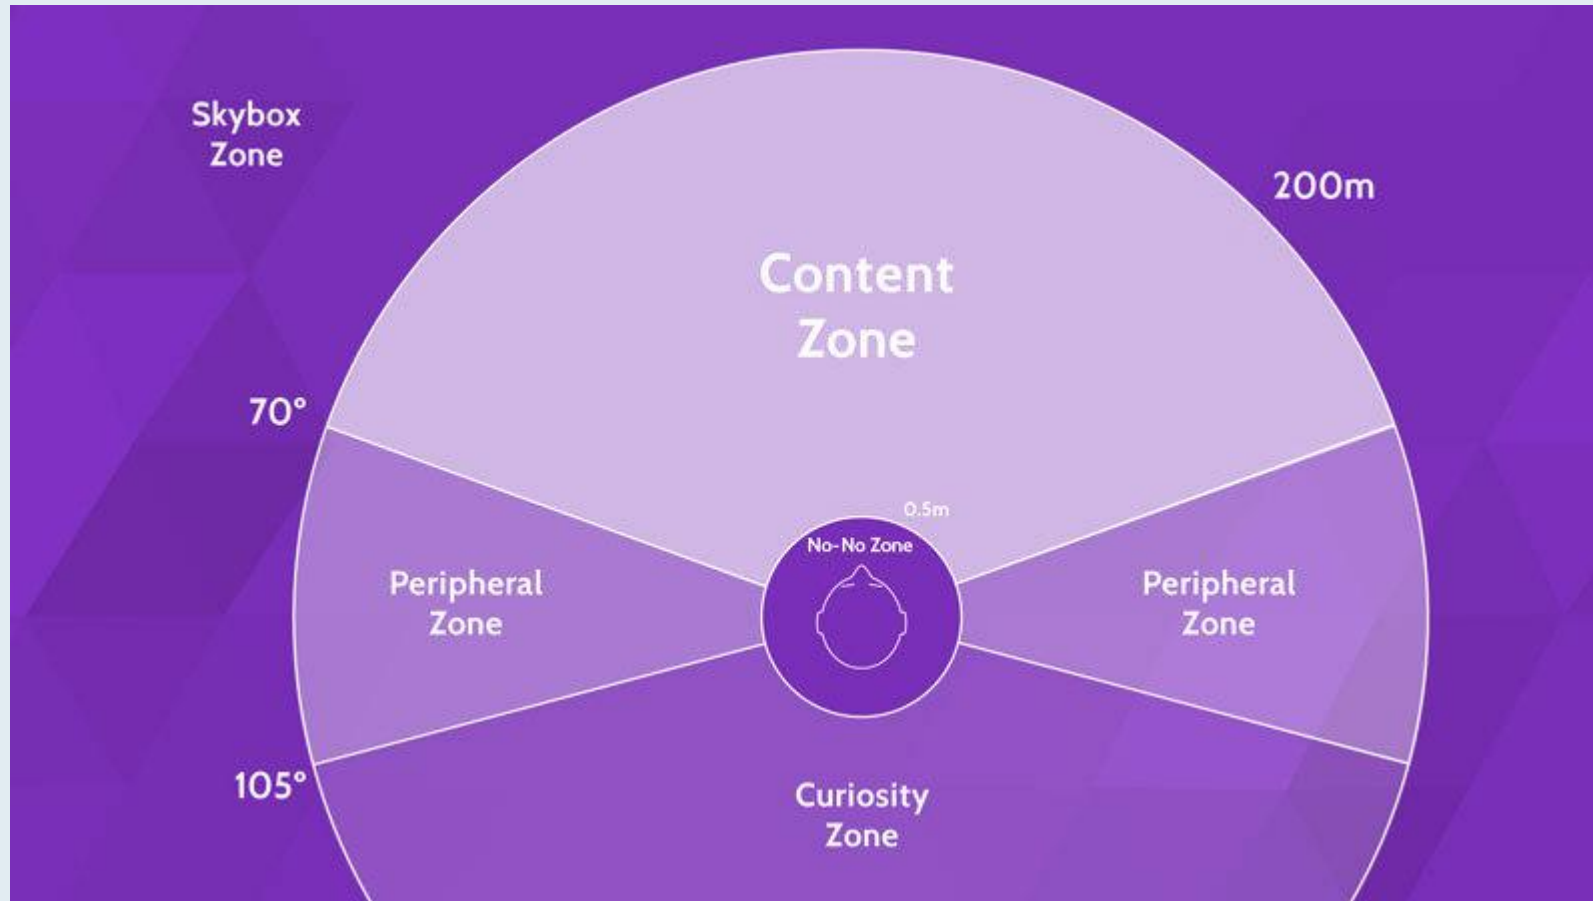 Skybox
Zone
200m
Content
Zone
70°
0.5m
No-No Zone
Peripheral
Zone
Peripheral
Zone
105°
Curiosity
Zone